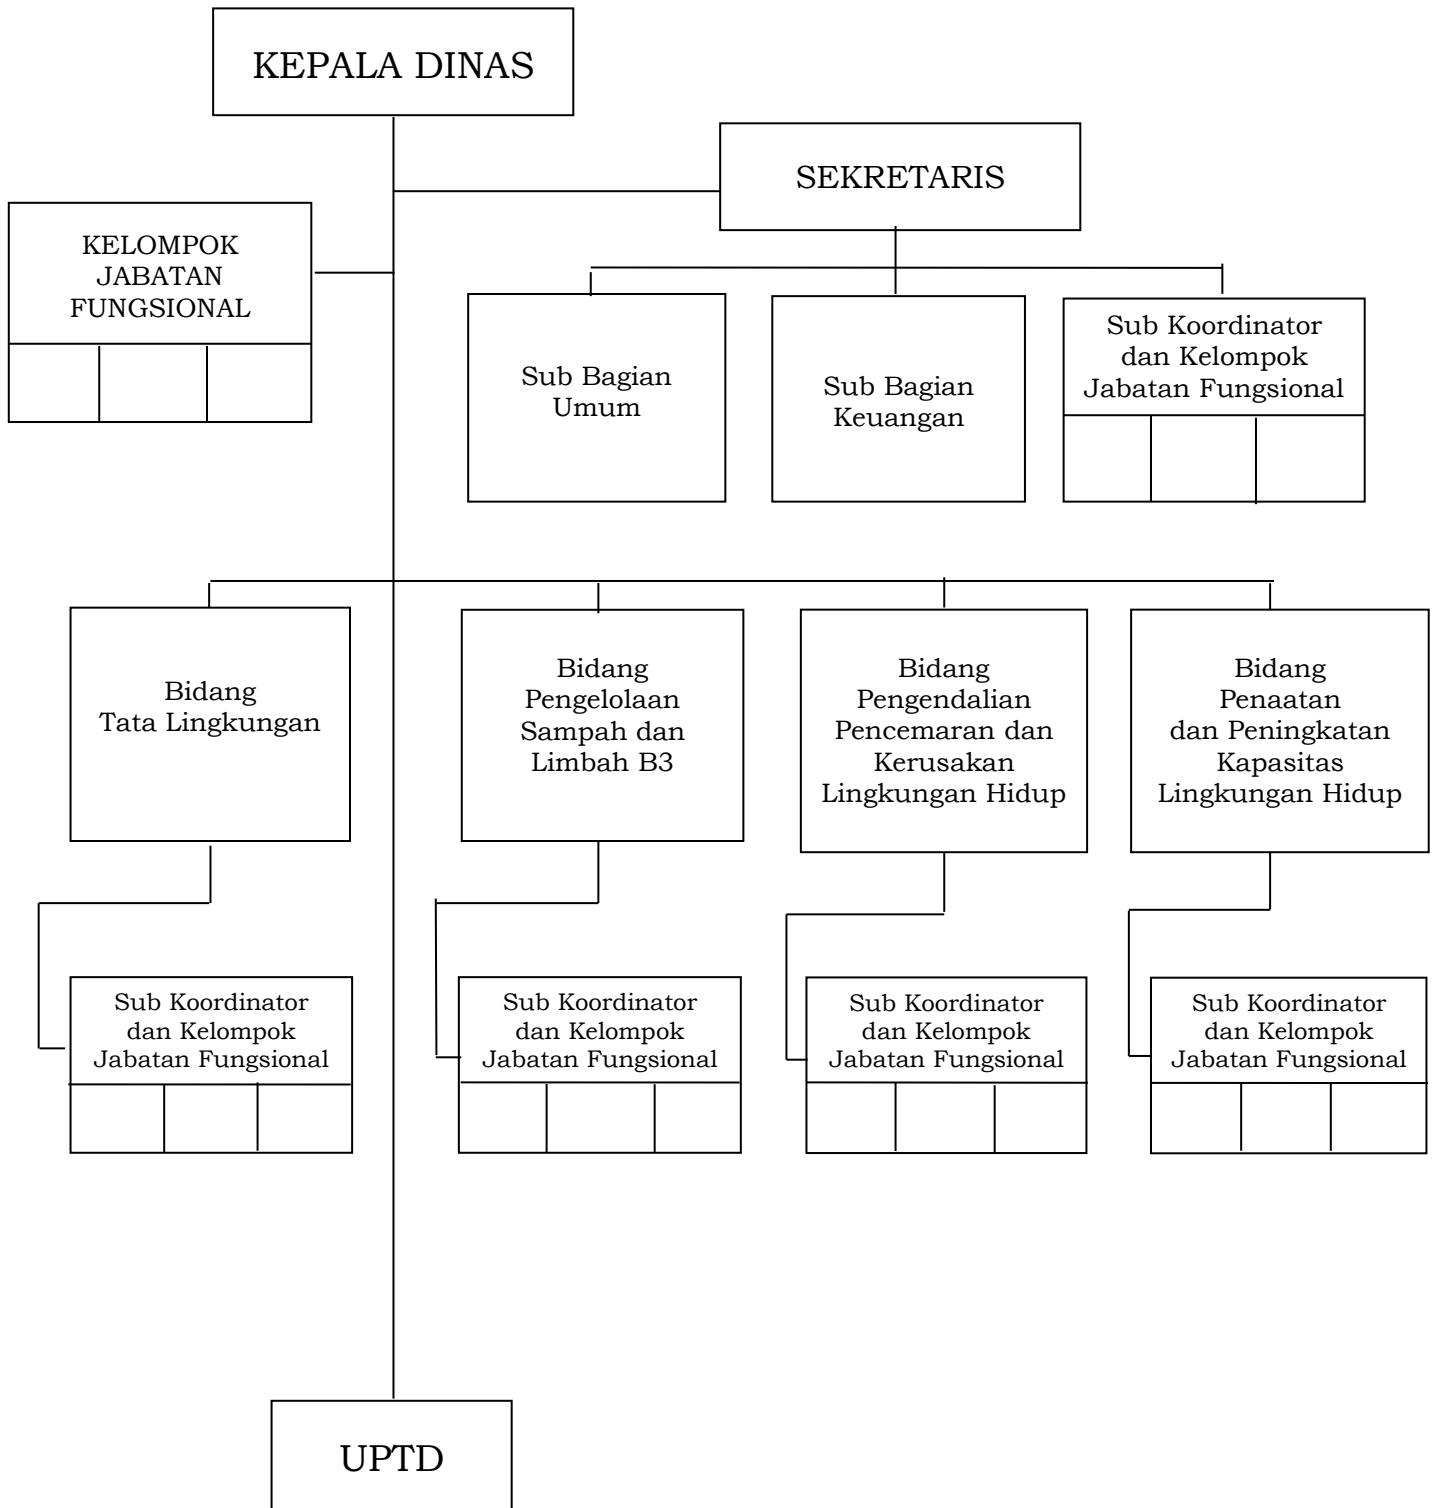 KEPALA DINAS
SEKRETARIS
KELOMPOK
JABATAN
FUNGSIONAL
Sub Bagian
Umum
Sub Bagian
Keuangan
Sub Koordinator
dan Kelompok
Jabatan Fungsional
Bidang
Tata Lingkungan
Bidang
Pengelolaan
Sampah dan
Limbah B3
Bidang
Pengendalian
Pencemaran dan
Kerusakan
Lingkungan Hidup
Bidang
Penaatan
dan Peningkatan
Kapasitas
Lingkungan Hidup
Sub Koordinator
dan Kelompok
Jabatan Fungsional
Sub Koordinator
dan Kelompok
Jabatan Fungsional
Sub Koordinator
dan Kelompok
Jabatan Fungsional
Sub Koordinator
dan Kelompok
Jabatan Fungsional
UPTD